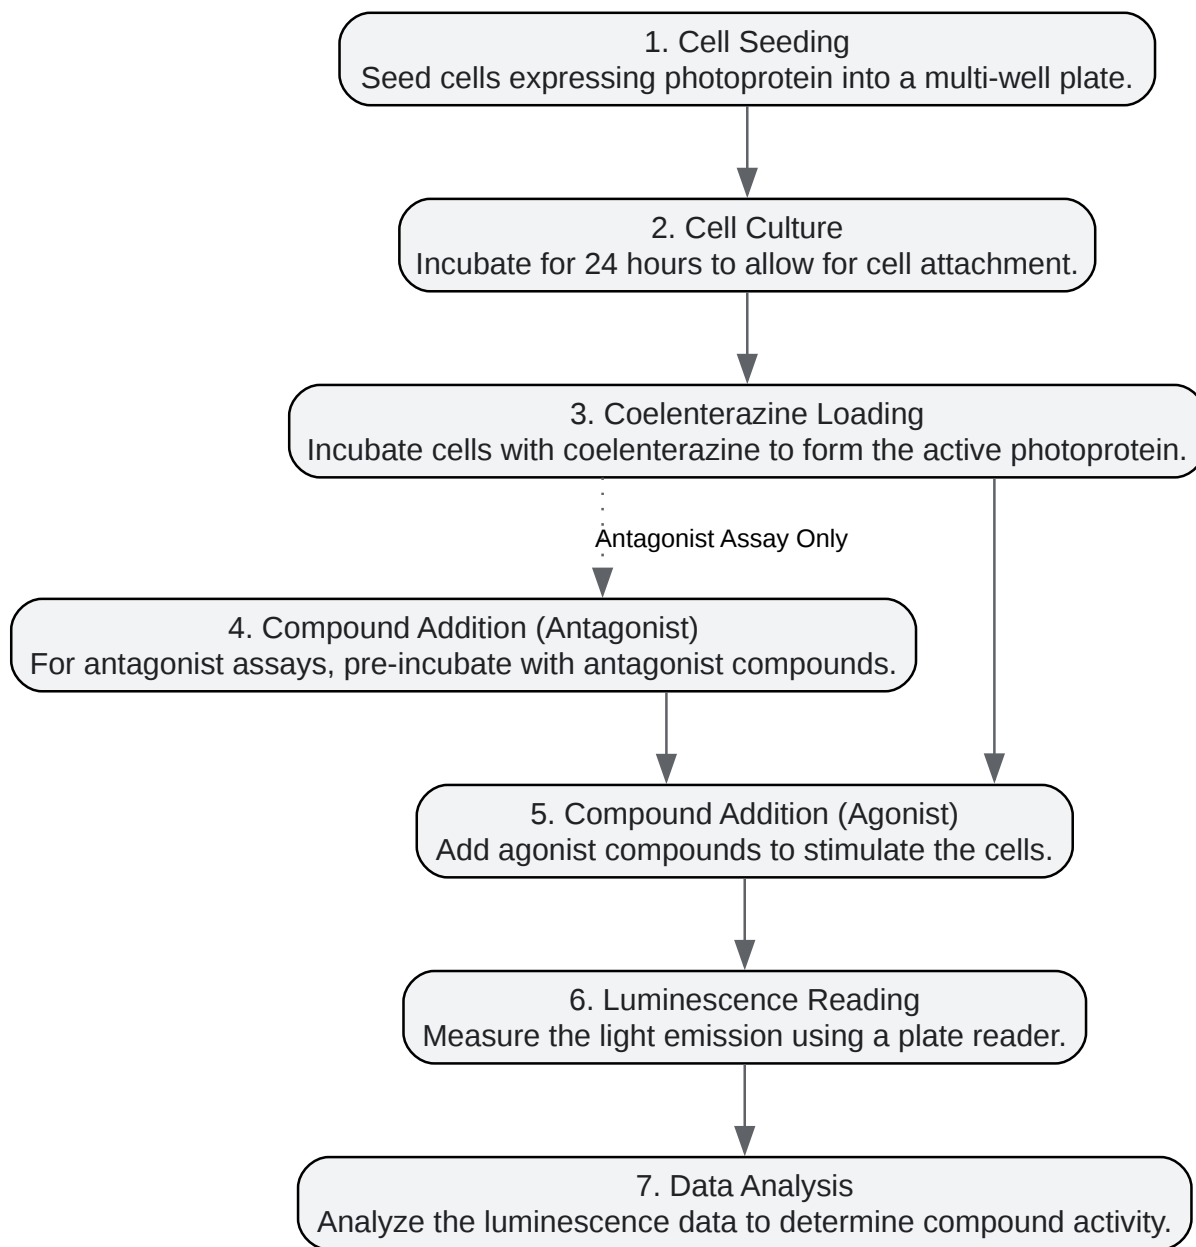 1. Cell Seeding
Seed cells expressing photoprotein into a multi-well plate.
2. Cell Culture
Incubate for 24 hours to allow for cell attachment.
3. Coelenterazine Loading
Incubate cells with coelenterazine to form the active photoprotein.
Antagonist Assay Only
4. Compound Addition (Antagonist)
For antagonist assays, pre-incubate with antagonist compounds.
5. Compound Addition (Agonist)
Add agonist compounds to stimulate the cells.
6. Luminescence Reading
Measure the light emission using a plate reader.
7. Data Analysis
Analyze the luminescence data to determine compound activity.